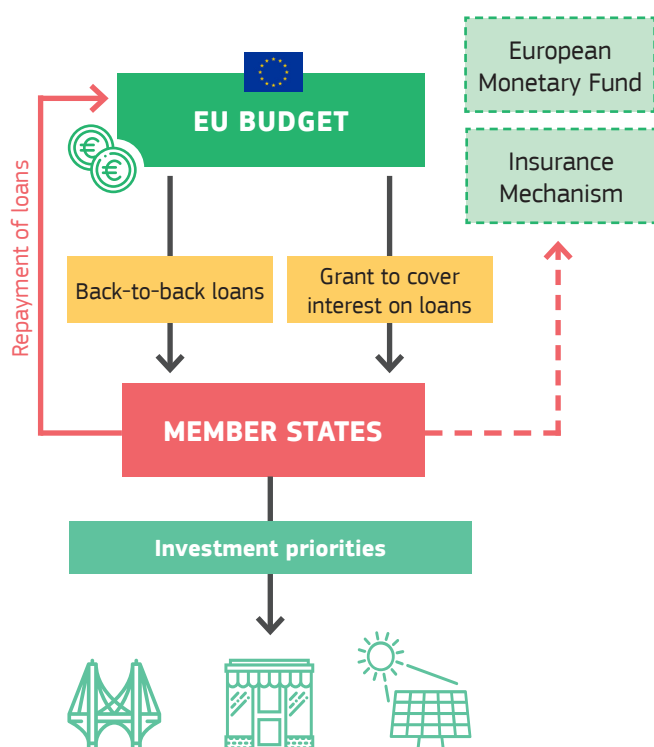 European
Monetary Fund
EU BUDGET
Insurance
Mechanism
Repayment of loans
Back-to-back loans
Grant to cover
interest on loans
MEMBER STATES
Investment priorities